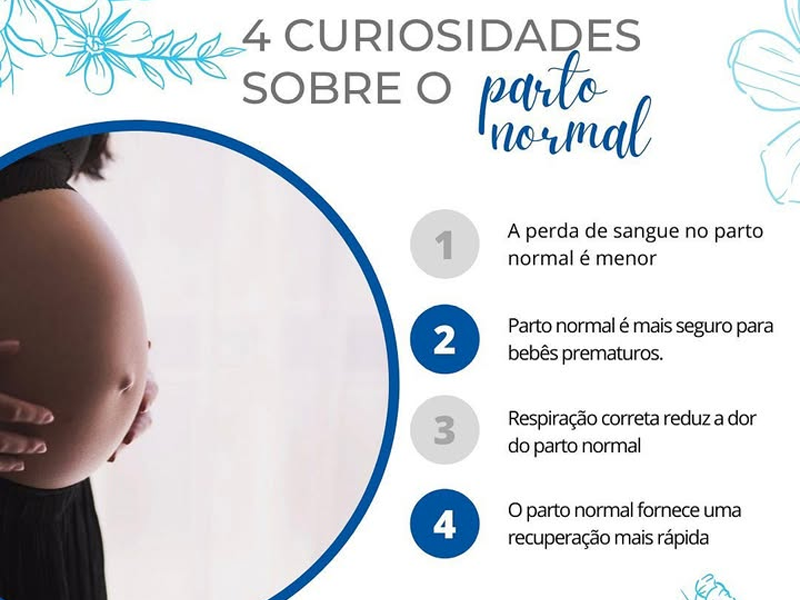 4 CURIOSIDADES
SOBRE O parto
normal
1
A perda de sangue no parto
normal é menor
2
Parto normal é mais seguro para
bebês prematuros.
3
Respiração correta reduz a dor
do parto normal
4
O parto normal fornece uma
recuperação mais rápida